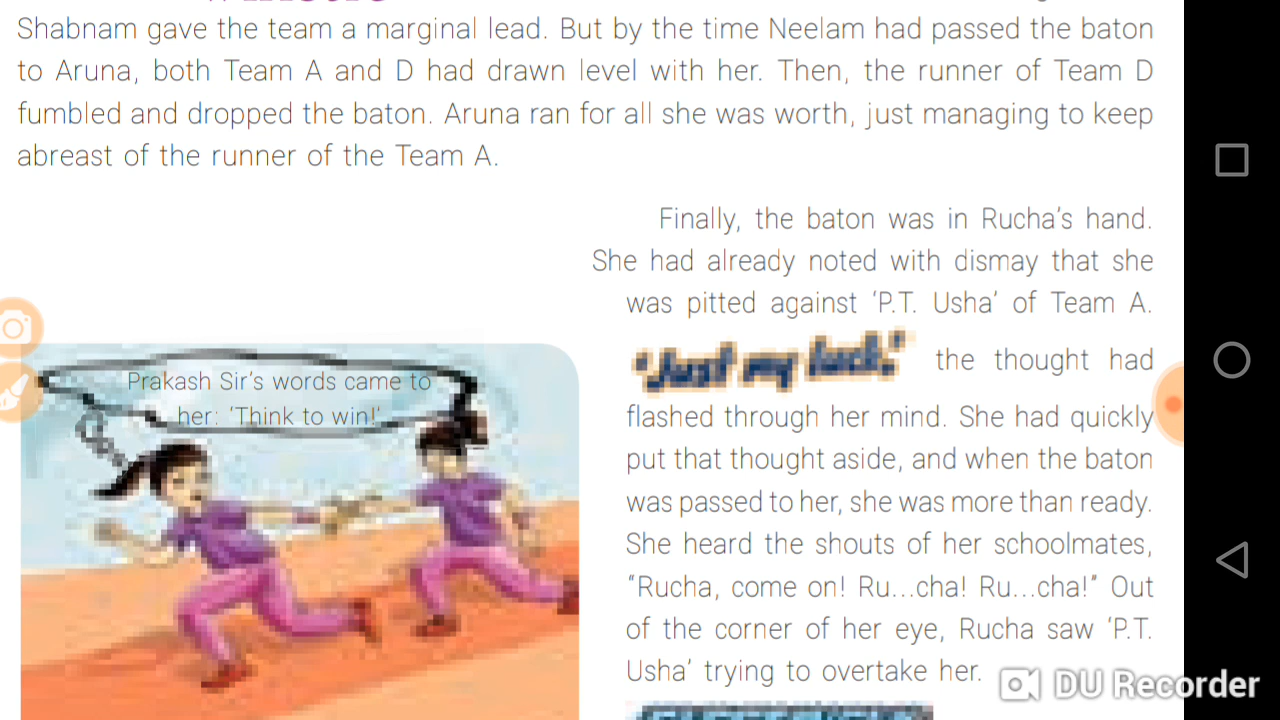 Shabnam gave the team a marginal lead. But by the time Neelam had passed the baton
to Aruna, both Team A and D had drawn level with her. Then, the runner of Team D
fumbled and dropped the baton. Aruna ran for all she was worth, just managing to keep
abreast of the runner of the Team A.
Finally, the baton was in Rucha's hand.
She had already noted with dismay that she
was pitted against ‘P.T. Usha’ of Team A.
‘Just my luck!’ the thought had
flashed through her mind. She had quickly
put that thought aside, and when the baton
was passed to her, she was more than ready.
She heard the shouts of her schoolmates,
“Rucha, come on! Ru...cha! Ru...cha!” Out
of the corner of her eye, Rucha saw ‘P.T.
Usha’ trying to overtake her.
Prakash Sir's words came to
her: ‘Think to win!’
DU Recorder